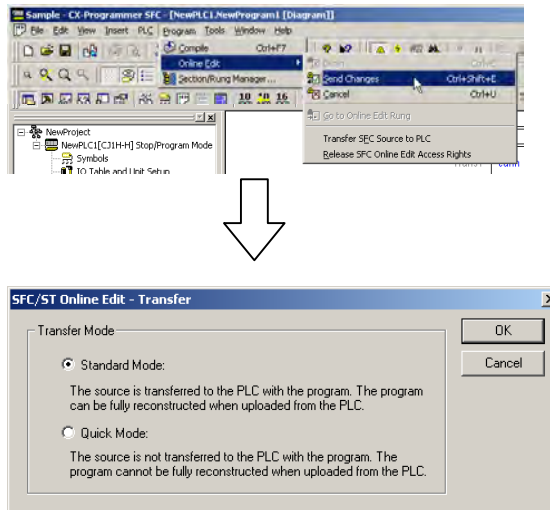 Sample - CX-Programmer SFC - [NewPLC1.NewProgram1 [Diagram]]
File Edit View Insert PLC Program Tools Window Help
Compile Ctrl+F7
Online Edit
Section/Rung Manager...
Send Changes Ctrl+Shift+E
Cancel Ctrl+U
Go to Online Edit Rung
Transfer SFC Source to PLC
Release SFC Online Edit Access Rights
NewProject
NewPLC1[CJ1H-H] Stop/Program Mode
Symbols
IO Table and Unit Setup
SFC/ST Online Edit - Transfer
Transfer Mode
OK
Cancel
Standard Mode:
The source is transferred to the PLC with the program. The program
can be fully reconstructed when uploaded from the PLC.
Quick Mode:
The source is not transferred to the PLC with the program. The
program cannot be fully reconstructed when uploaded from the PLC.